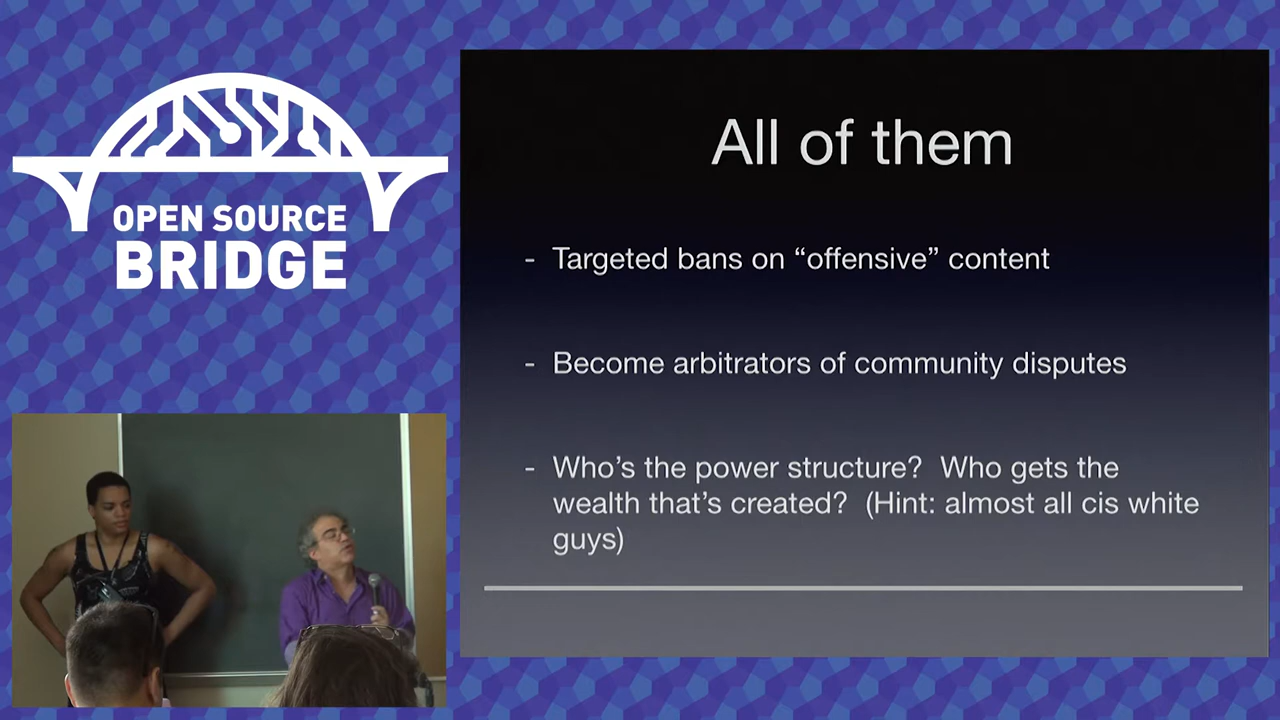 OPEN SOURCE
BRIDGE
All of them
- Targeted bans on “offensive” content
- Become arbitrators of community disputes
- Who’s the power structure?  Who gets the
wealth that’s created?  (Hint: almost all cis white
guys)